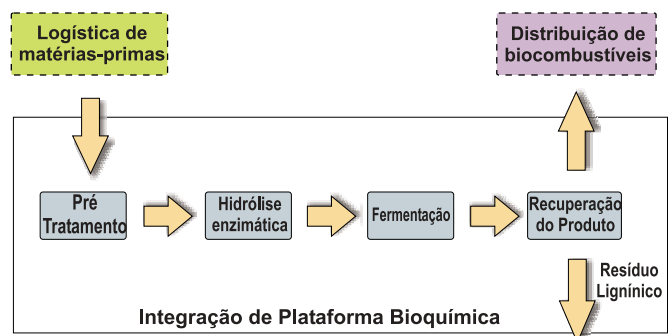 Logística de
matérias-primas
Distribuição de
biocombustíveis
Pré
Tratamento
Hidrólise
enzimática
Fermentação
Recuperação
do Produto
Resíduo
Lignínico
Integração de Plataforma Bioquímica